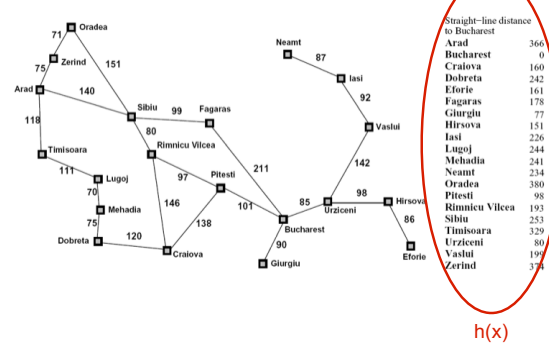 Oradea
71
Neamt
87
Zerind
151
75
Iasi
Arad
140
92
Sibiu
99
Fagaras
118
80
Vaslui
Rimnicu Vilcea
Timisoara
111
97
Pitesti
211
142
Lugoj
70
146
101
85
98
Hirsova
Mehadia
138
Urziceni
75
86
Bucharest
120
Dobreta
90
Craiova
Eforie
Giurgiu
Straight–line distance
to Bucharest
Arad 366
Bucharest 0
Craiova 160
Dobreta 242
Eforie 161
Fagaras 178
Giurgiu 77
Hirsova 151
Iasi 226
Lugoj 244
Mehadia 241
Neamt 234
Oradea 380
Pitesti 98
Rimnicu Vilcea 193
Sibiu 253
Timisoara 329
Urziceni 80
Vaslui 199
Zerind 374
h(x)